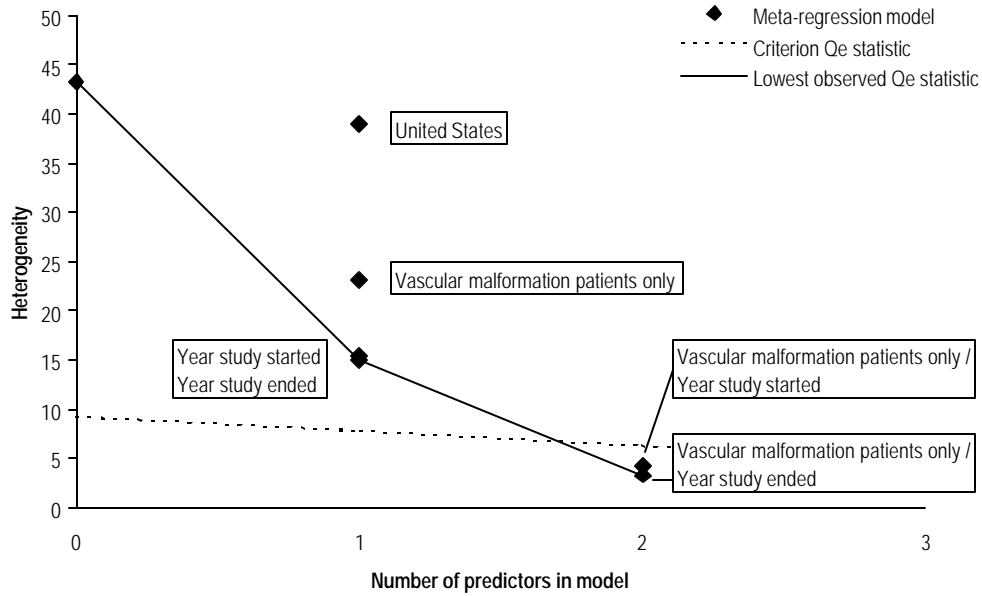 50
45
40
35
30
25
20
15
10
5
0
Heterogeneity
Meta-regression model
Criterion Qe statistic
Lowest observed Qe statistic
United States
Vascular malformation patients only
Year study started
Year study ended
Vascular malformation patients only /
Year study started
Vascular malformation patients only /
Year study ended
0
1
2
3
Number of predictors in model